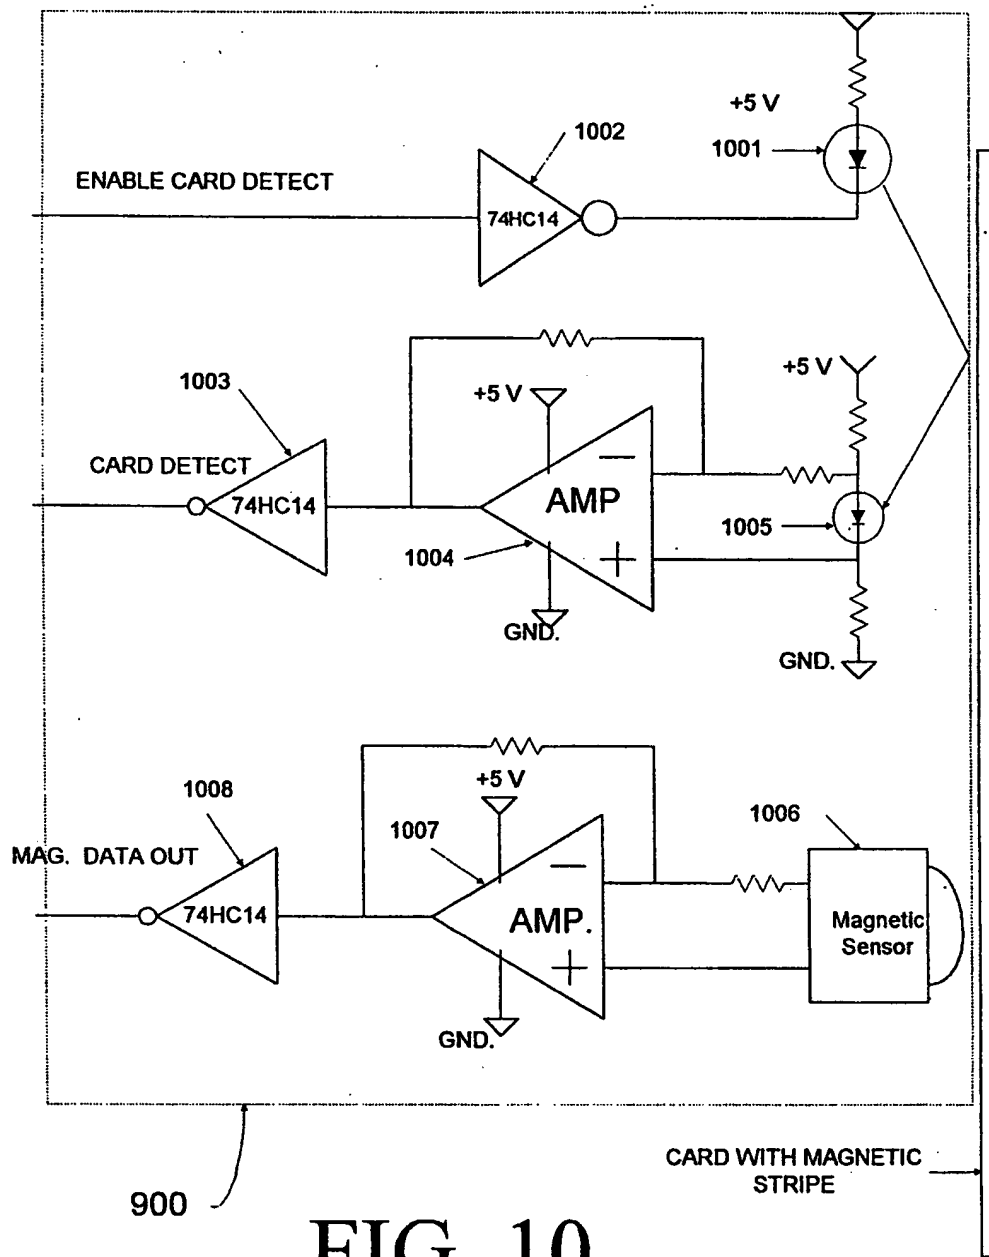 +5 V
1001
1002
ENABLE CARD DETECT
74HC14
+5 V
+5 V
1003
CARD DETECT
74HC14
AMP
−
+
1004
1005
GND.
GND.
+5 V
1008
1007
1006
MAG. DATA OUT
74HC14
AMP.
−
+
Magnetic
Sensor
GND.
CARD WITH MAGNETIC
STRIPE
900
FIG. 10